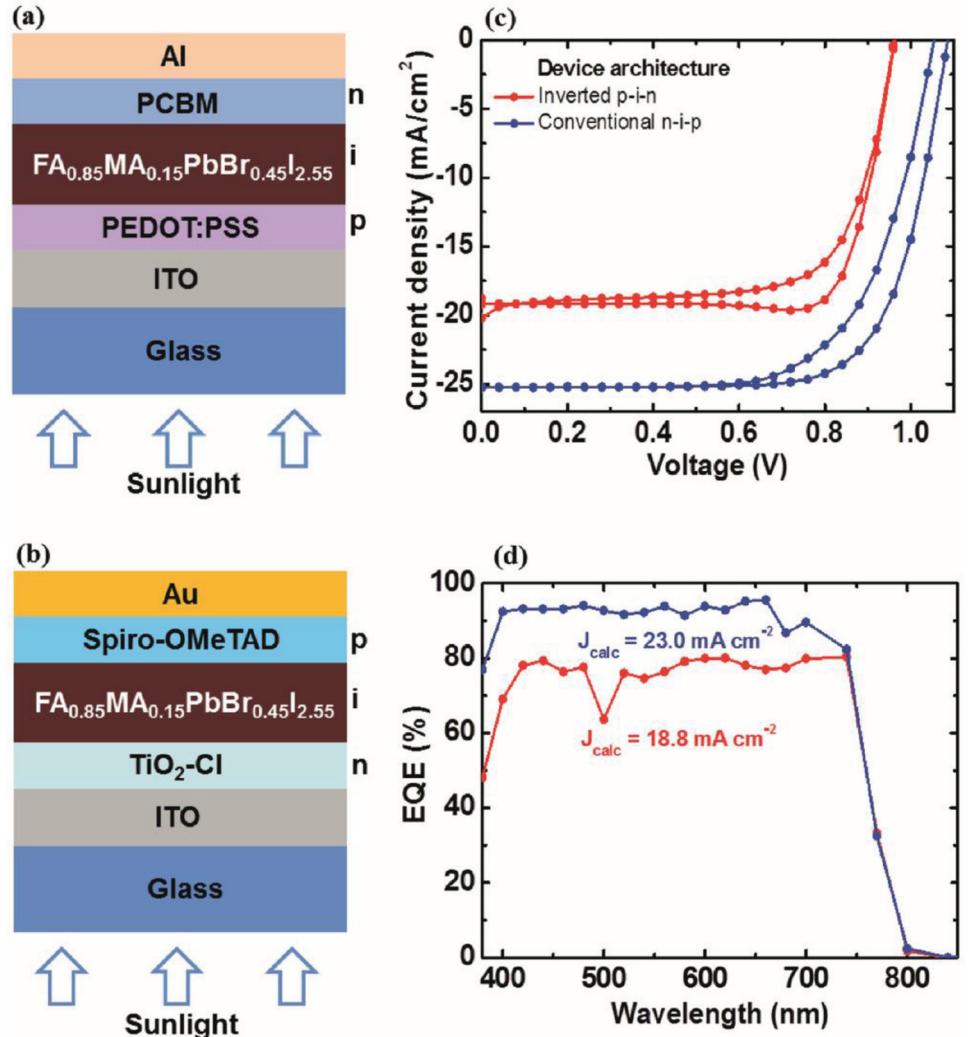 (a)
Al
PCBM
n
FA0.85MA0.15PbBr0.45I2.55
i
PEDOT:PSS
p
ITO
Glass
Sunlight
(c)
Device architecture
Inverted p-i-n
Conventional n-i-p
0
-5
-10
-15
-20
-25
Current density (mA/cm2)
0.0 0.2 0.4 0.6 0.8 1.0
Voltage (V)
(b)
Au
Spiro-OMeTAD
p
FA0.85MA0.15PbBr0.45I2.55
i
TiO2-Cl
n
ITO
Glass
Sunlight
(d)
100
80
60
40
20
0
EQE (%)
Jcalc = 23.0 mA cm-2
Jcalc = 18.8 mA cm-2
400 500 600 700 800
Wavelength (nm)